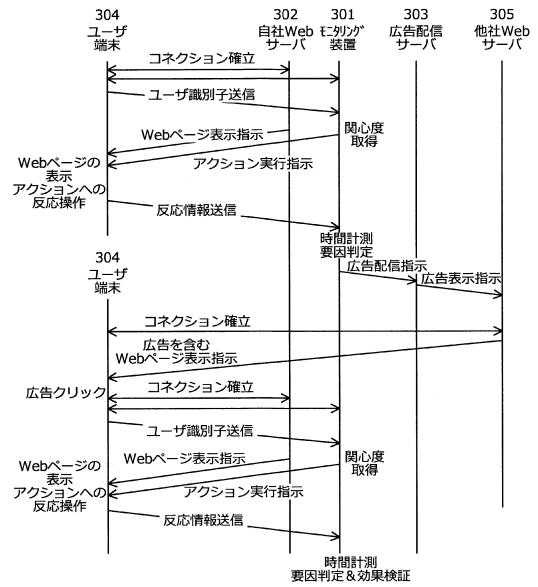 304
ユーザ
端末
302
自社Web
サーバ
301
ﾓﾆﾀﾘﾝｸﾞ
装置
303
広告配信
サーバ
305
他社Web
サーバ
コネクション確立
ユーザ識別子送信
Webページ表示指示
関心度
取得
アクション実行指示
Webページの
表示
アクションへの
反応操作
反応情報送信
時間計測
要因判定
304
ユーザ
端末
広告配信指示
広告表示指示
コネクション確立
広告を含む
Webページ表示指示
広告クリック
コネクション確立
ユーザ識別子送信
Webページ表示指示
関心度
取得
Webページの
表示
アクションへの
反応操作
アクション実行指示
反応情報送信
時間計測
要因判定＆効果検証